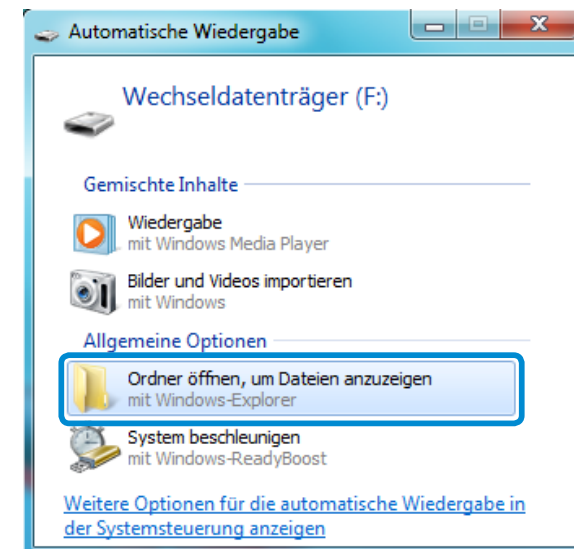 Automatische Wiedergabe
Wechseldatenträger (F:)
Gemischte Inhalte
Wiedergabe
mit Windows Media Player
Bilder und Videos importieren
mit Windows
Allgemeine Optionen
Ordner öffnen, um Dateien anzuzeigen
mit Windows-Explorer
System beschleunigen
mit Windows-ReadyBoost
Weitere Optionen für die automatische Wiedergabe in
der Systemsteuerung anzeigen